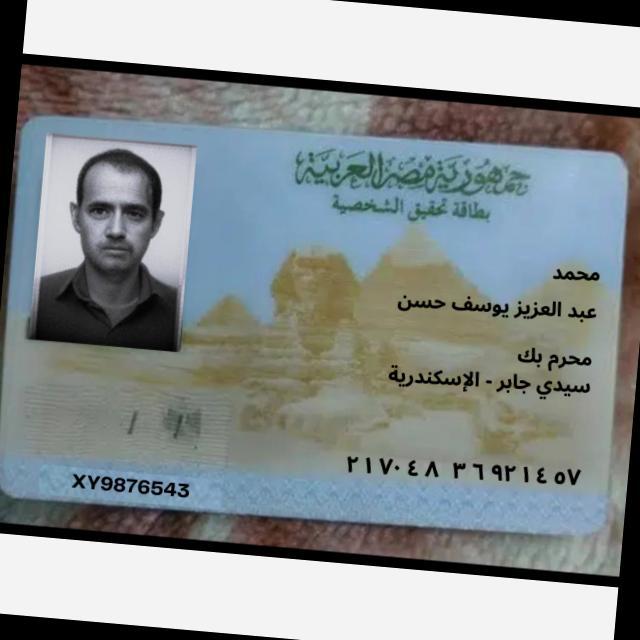 جمهورية مصر العربية
بطاقة تحقيق الشخصية
محمد
عبد العزيز يوسف حسن
محرم بك
سيدي جابر - الإسكندرية
٢١٧٠٤٨ ٣٦٩٢١٤٥٧
XY9876543